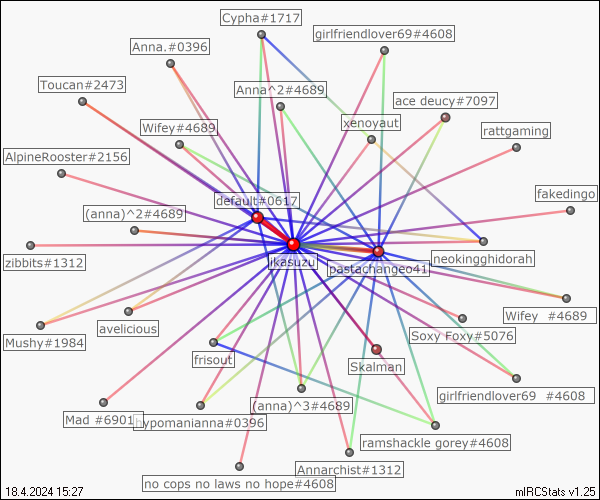 Cypha#1717
girlfriendlover69#4608
Anna.#0396
Toucan#2473
Anna^2#4689
ace deucy#7097
xenoyaut
Wifey#4689
rattgaming
AlpineRooster#2156
default#0617
fakedingo
(anna)^2#4689
neokingghidorah
zibbits#1312
likasuzu
pastachange041
Wifey #4689
avelicious
Soxy Foxy#5076
Mushy#1984
frisout
Skalman
girlfriendlover69 #4608
(anna)^3#4689
Mad #6901
hypomanianna#0396
ramshackle gorey#4608
Annarchist#1312
no cops no laws no hope#4608
18.4.2024 15:27
mIRCStats v1.25